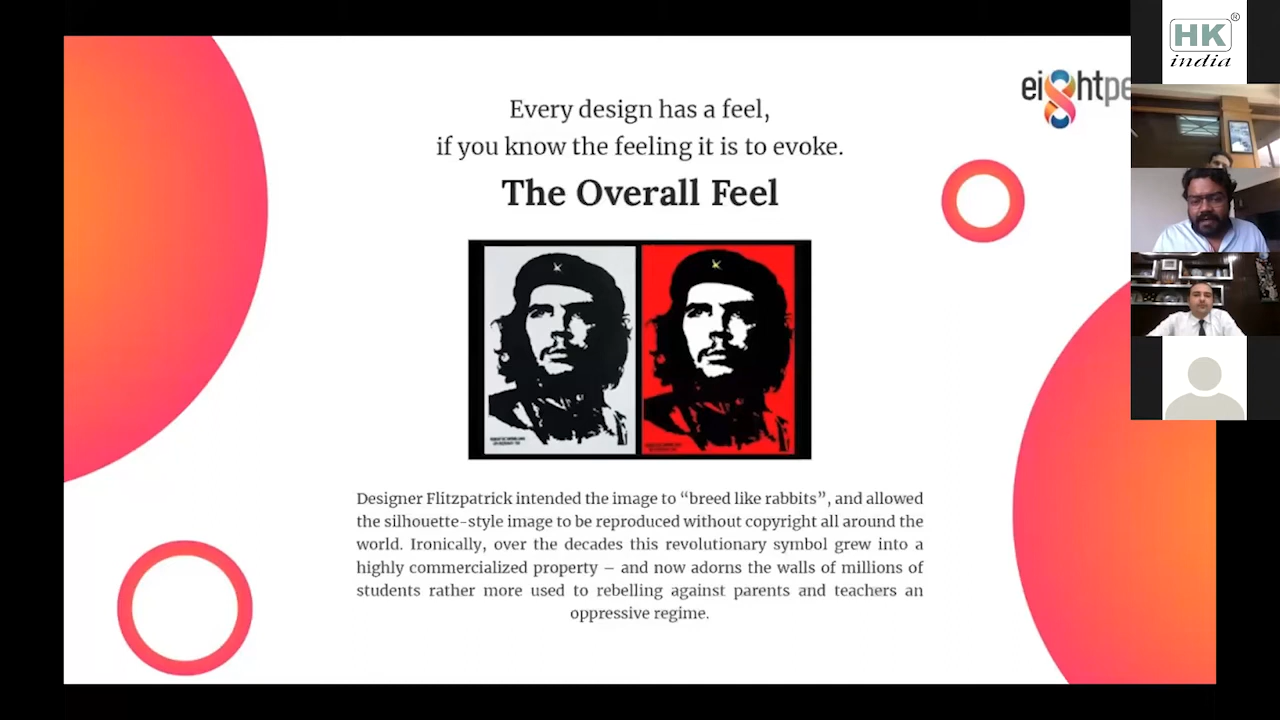 HK
india
ei8htpe
Every design has a feel,
if you know the feeling it is to evoke.
The Overall Feel
Designer Flitzpatrick intended the image to “breed like rabbits”, and allowed
the silhouette-style image to be reproduced without copyright all around the
world. Ironically, over the decades this revolutionary symbol grew into a
highly commercialized property – and now adorns the walls of millions of
students rather more used to rebelling against parents and teachers an
oppressive regime.